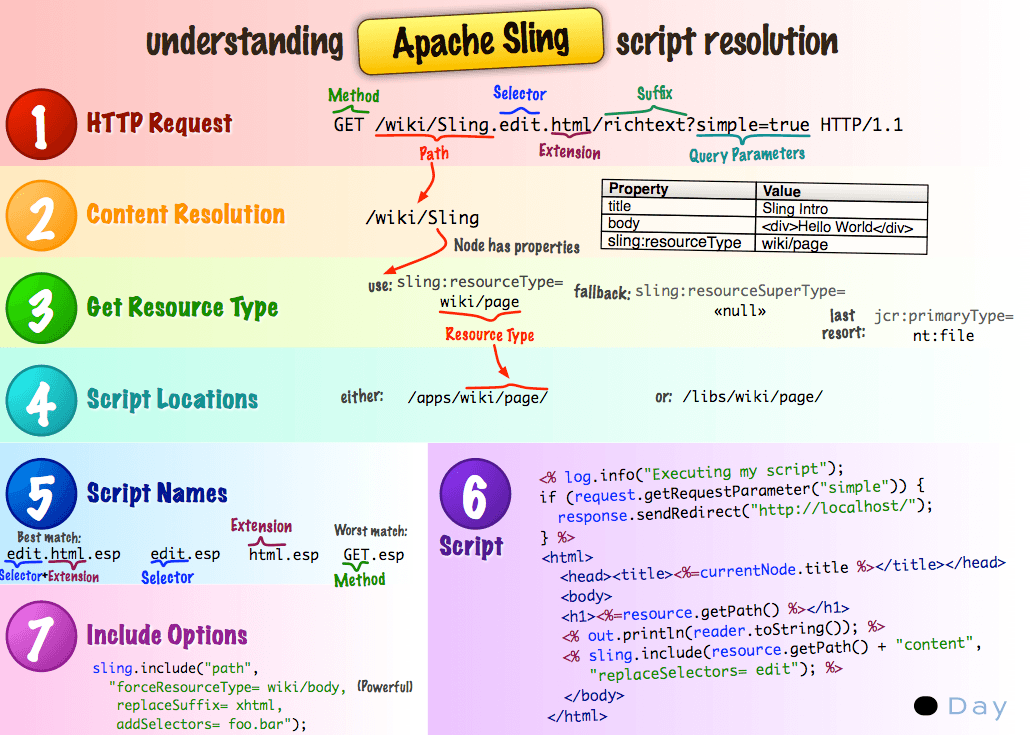 understanding Apache Sling script resolution
1 HTTP Request
Method Selector Suffix
GET /wiki/Sling.edit.html/richtext?simple=true HTTP/1.1
Path Extension Query Parameters
2 Content Resolution
/wiki/Sling
Node has properties
Property Value
title Sling Intro
body <div>Hello World</div>
sling:resourceType wiki/page
3 Get Resource Type
use: sling:resourceType=
wiki/page
Resource Type
fallback: sling:resourceSuperType=
«null»
last
resort:
jcr:primaryType=
nt:file
4 Script Locations
either: /apps/wiki/page/ or: /libs/wiki/page/
5 Script Names
Best match: Extension Worst match:
edit.html.esp edit.esp html.esp GET.esp
Selector+Extension Selector Method
6 Script
<% log.info("Executing my script");
if (request.getRequestParameter("simple")) {
response.sendRedirect("http://localhost/");
} %>
<html>
<head><title><%=currentNode.title %></title></head>
<body>
<h1><%=resource.getPath() %></h1>
<% out.println(reader.toString()); %>
<% sling.include(resource.getPath() + "content",
"replaceSelectors= edit"); %>
</body>
</html>
7 Include Options
sling.include("path",
"forceResourceType= wiki/body, (Powerful)
replaceSuffix= xhtml,
addSelectors= foo.bar");
Day